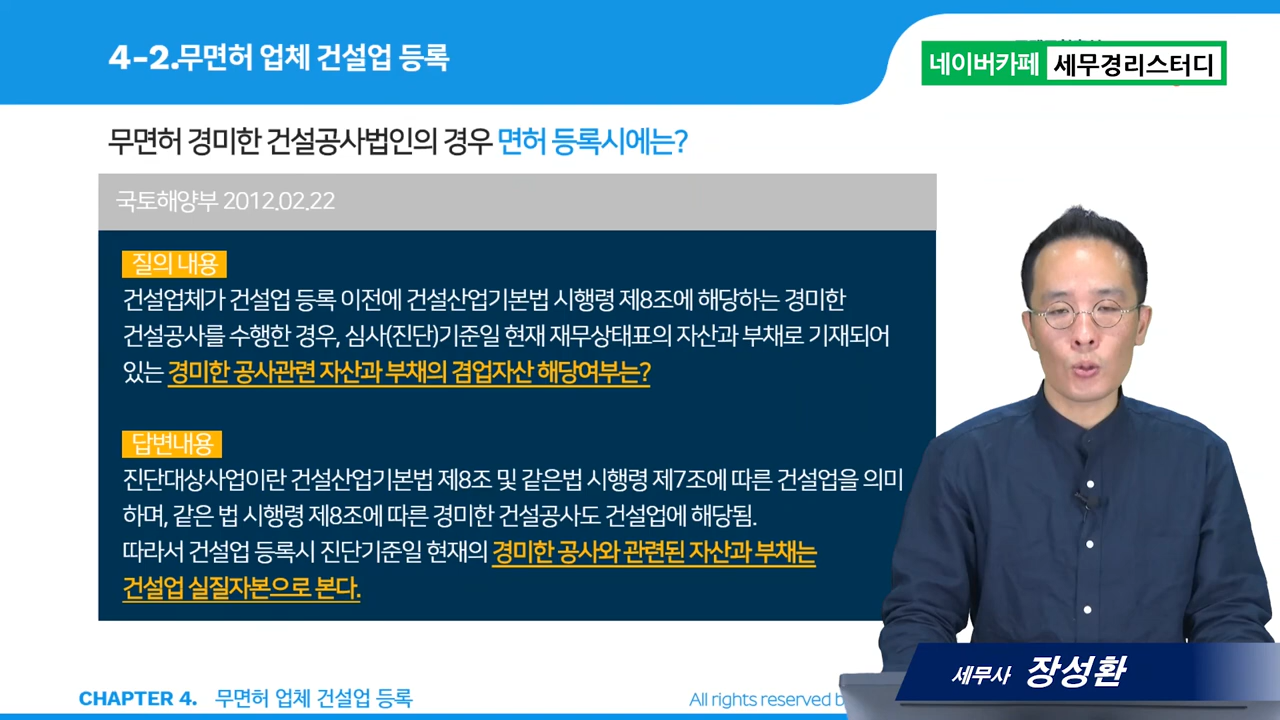 4-2.무면허 업체 건설업 등록
네이버카페 세무경리스터디
무면허 경미한 건설공사법인의 경우 면허 등록시에는?
국토해양부 2012.02.22
질의 내용
건설업체가 건설업 등록 이전에 건설산업기본법 시행령 제8조에 해당하는 경미한
건설공사를 수행한 경우, 심사(진단)기준일 현재 재무상태표의 자산과 부채로 기재되어
있는 경미한 공사관련 자산과 부채의 겸업자산 해당여부는?
답변내용
진단대상사업이란 건설산업기본법 제8조 및 같은법 시행령 제7조에 따른 건설업을 의미
하며, 같은 법 시행령 제8조에 따른 경미한 건설공사도 건설업에 해당됨.
따라서 건설업 등록시 진단기준일 현재의 경미한 공사와 관련된 자산과 부채는
건설업 실질자본으로 본다.
세무사 장성환
CHAPTER 4. 무면허 업체 건설업 등록
All rights reserved